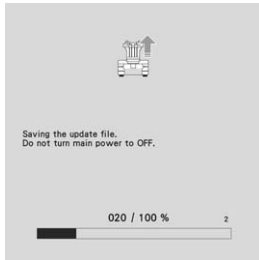 Saving the update file.
Do not turn main power to OFF.
020 / 100 %
2